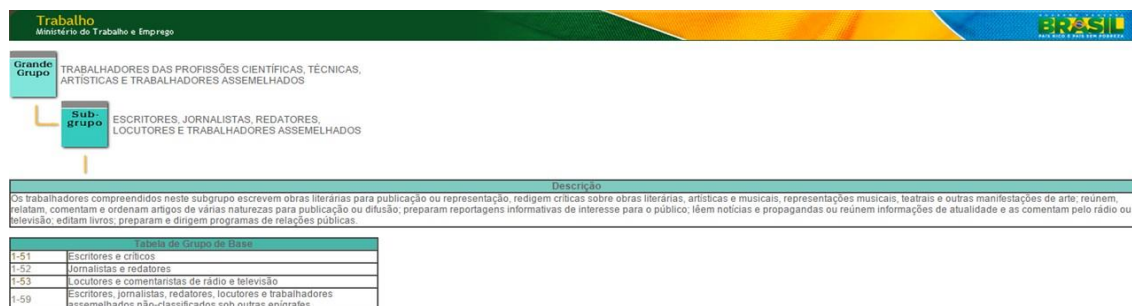 Trabalho
Ministério do Trabalho e Emprego
BRASIL
PAÍS RICO É PAÍS SEM POBREZA
Grande
Grupo
TRABALHADORES DAS PROFISSÕES CIENTÍFICAS, TÉCNICAS,
ARTÍSTICAS E TRABALHADORES ASSEMELHADOS
Sub-
grupo
ESCRITORES, JORNALISTAS, REDATORES,
LOCUTORES E TRABALHADORES ASSEMELHADOS
Descrição
Os trabalhadores compreendidos neste subgrupo escrevem obras literárias para publicação ou representação, redigem críticas sobre obras literárias, artísticas e musicais, representações musicais, teatrais e outras manifestações de arte; reúnem,
relatam, comentam e ordenam artigos de várias naturezas para publicação ou difusão; preparam reportagens informativas de interesse para o público; lêem notícias e propagandas ou reúnem informações de atualidade e as comentam pelo rádio ou
televisão; editam livros; preparam e dirigem programas de relações públicas.
Tabela de Grupo de Base
1-51 Escritores e críticos
1-52 Jornalistas e redatores
1-53 Locutores e comentaristas de rádio e televisão
1-59 Escritores, jornalistas, redatores, locutores e trabalhadores
assemelhados não-classificados sob outras epígrafes